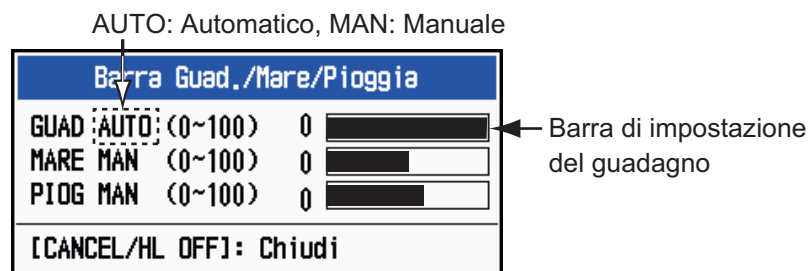 AUTO: Automatico, MAN: Manuale
Barra Guad./Mare/Pioggia
GUAD AUTO (0~100) 0
Barra di impostazione
del guadagno
MARE MAN (0~100) 0
PIOG MAN (0~100) 0
[CANCEL/HL OFF]: Chiudi